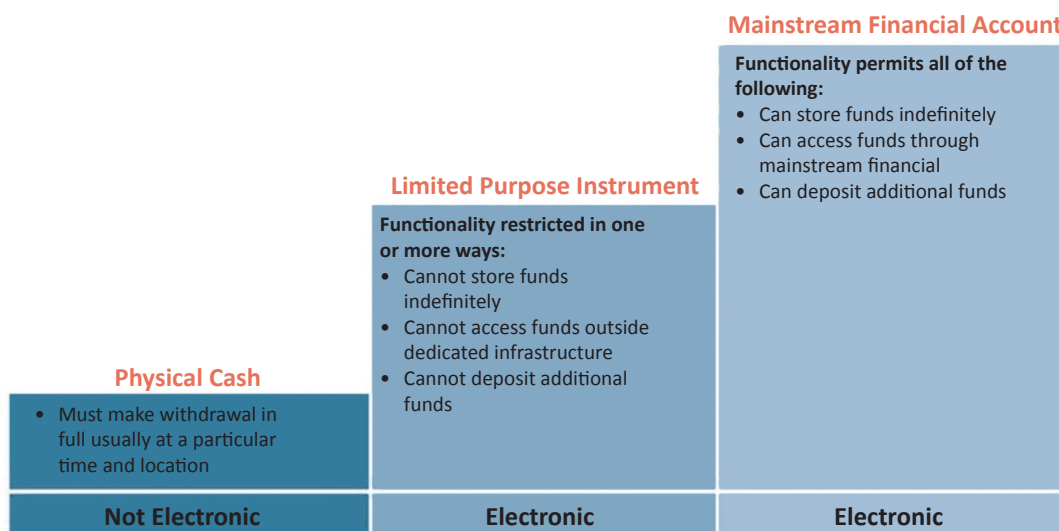 Mainstream Financial Account
Functionality permits all of the
following:
• Can store funds indefinitely
• Can access funds through
mainstream financial
• Can deposit additional funds
Limited Purpose Instrument
Functionality restricted in one
or more ways:
• Cannot store funds
indefinitely
• Cannot access funds outside
dedicated infrastructure
• Cannot deposit additional
funds
Physical Cash
• Must make withdrawal in
full usually at a particular
time and location
Not Electronic
Electronic
Electronic